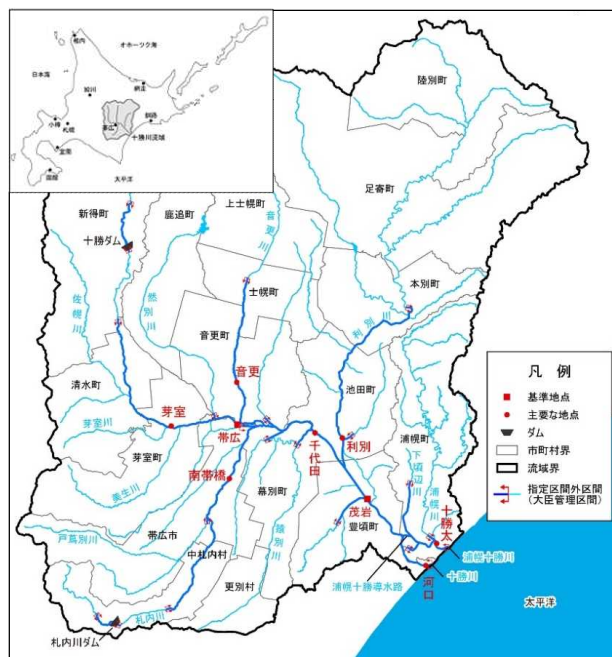 オホーツク海
稚内
日本海
旭川
網走
小樽
札幌
釧路
帯広
十勝川流域
室蘭
函館
太平洋
陸別町
足寄町
新得町
鹿追町
上士幌町
音更川
十勝ダム
士幌町
本別町
佐幌川
然別川
利別川
音更町
音更
池田町
清水町
芽室
芽室川
帯広
千代田
利別
浦幌町
下頃辺川
浦幌川
芽室町
美生川
南帯橋
幕別町
猿別川
茂岩
豊頃町
十勝太
戸蔦別川
帯広市
中札内村
更別村
浦幌十勝導水路
浦幌十勝川
十勝川
河口
太平洋
札内川
札内川ダム
凡 例
基準地点
主要な地点
ダム
市町村界
流域界
指定区間外区間
(大臣管理区間)